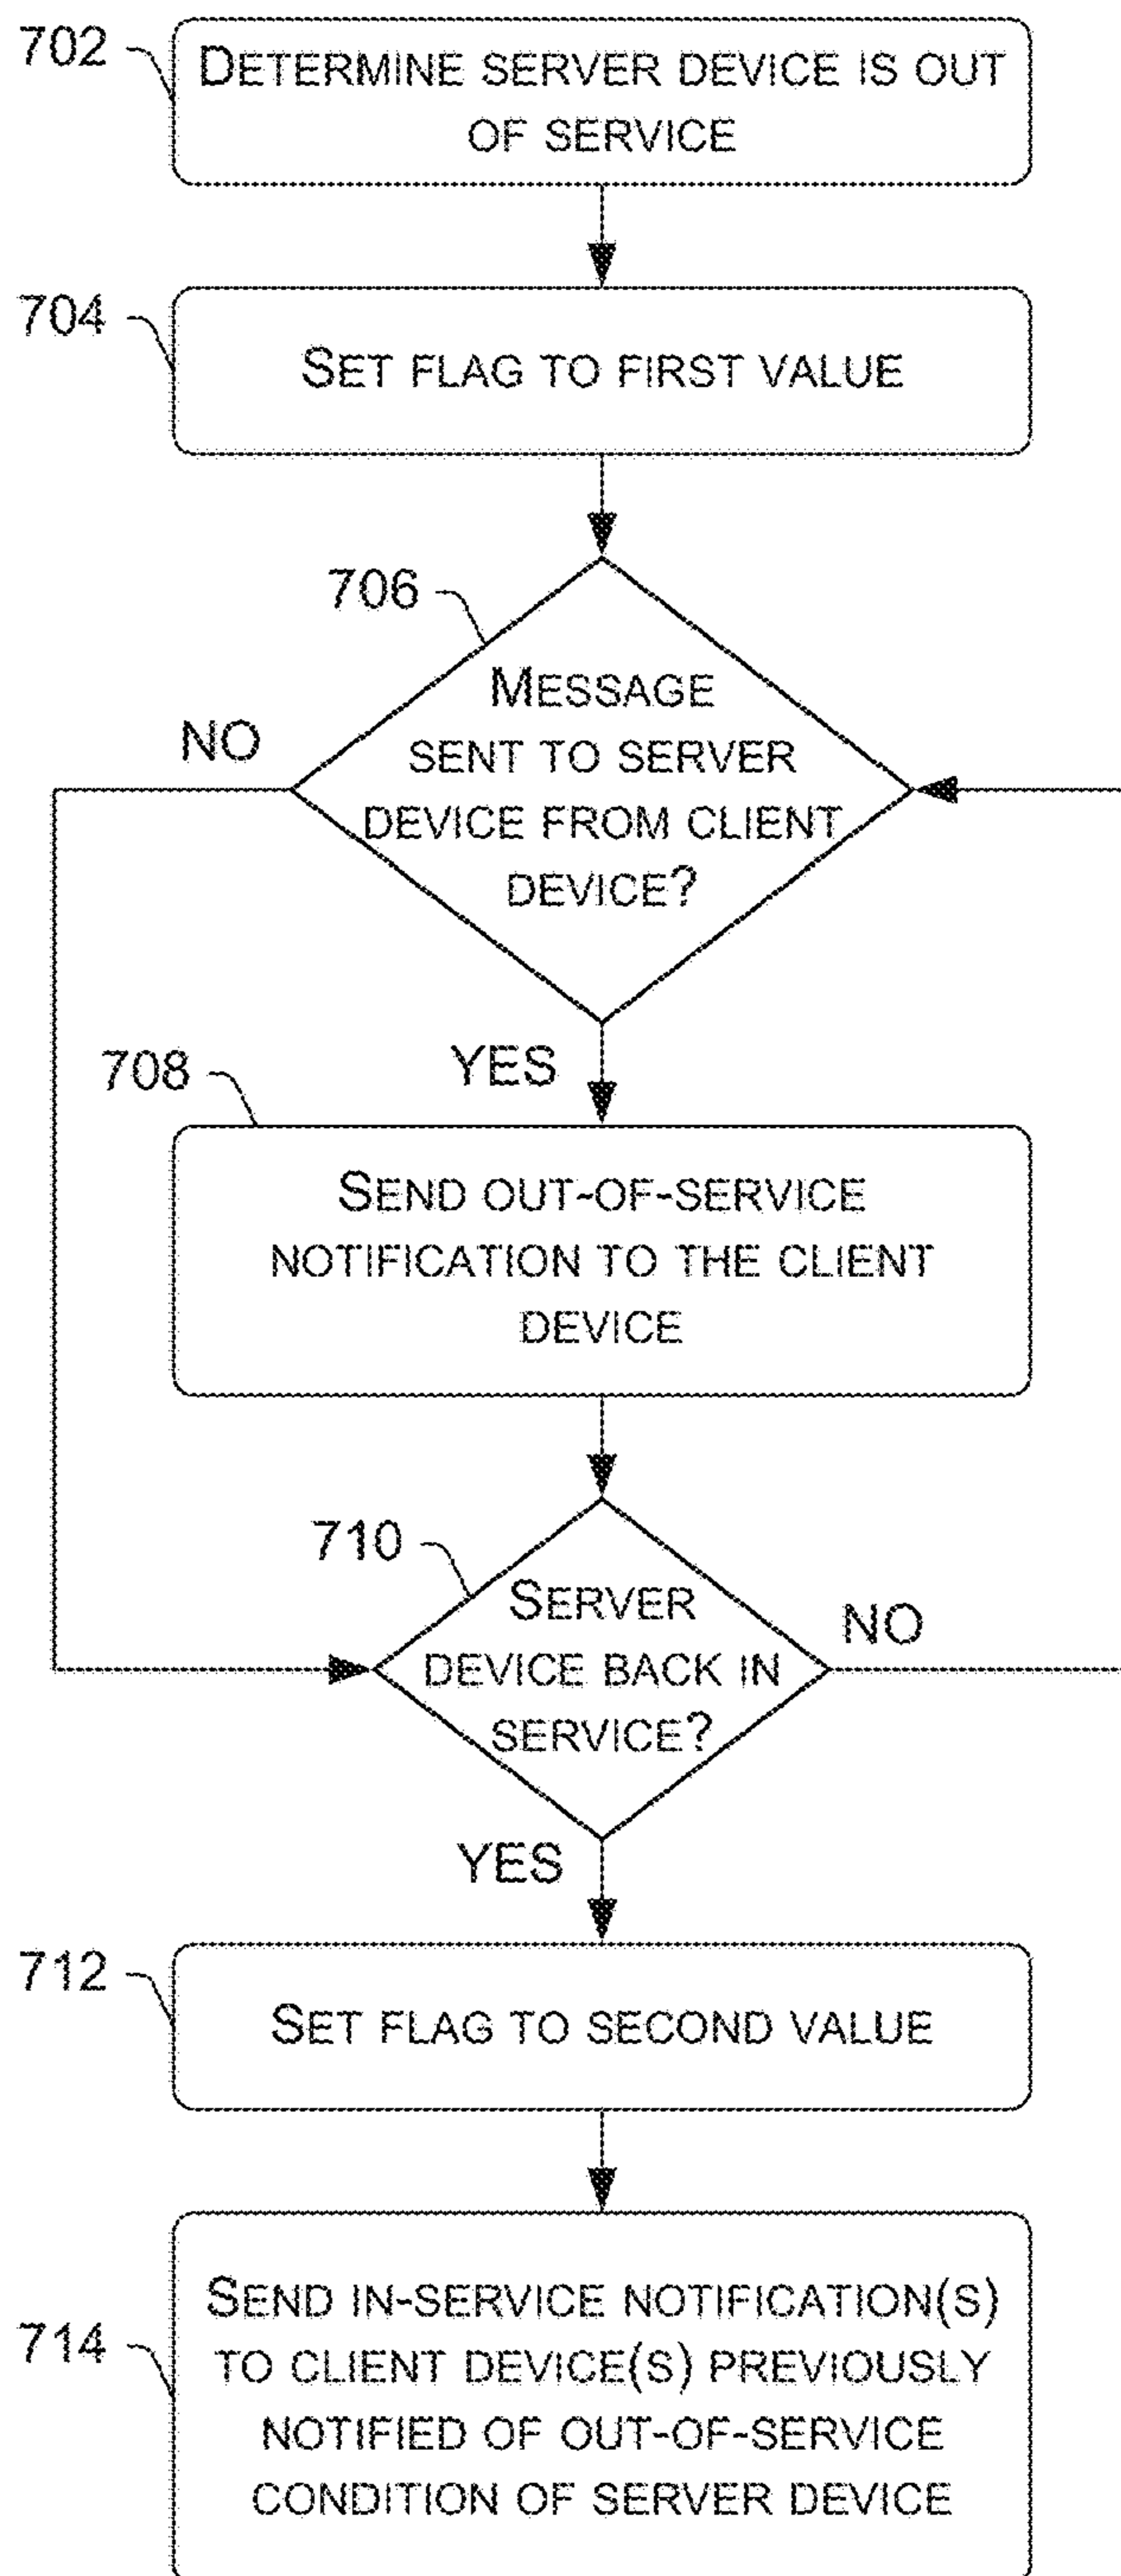 702
DETERMINE SERVER DEVICE IS OUT
OF SERVICE
704
SET FLAG TO FIRST VALUE
706
MESSAGE
SENT TO SERVER
DEVICE FROM CLIENT
DEVICE?
NO
YES
708
SEND OUT-OF-SERVICE
NOTIFICATION TO THE CLIENT
DEVICE
710
SERVER
DEVICE BACK IN
SERVICE?
NO
YES
712
SET FLAG TO SECOND VALUE
714
SEND IN-SERVICE NOTIFICATION(S)
TO CLIENT DEVICE(S) PREVIOUSLY
NOTIFIED OF OUT-OF-SERVICE
CONDITION OF SERVER DEVICE